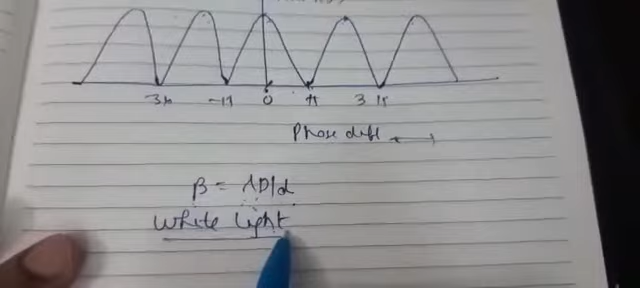 -3π -π 0 π 3π
Phase diff
β = λD/d
White light